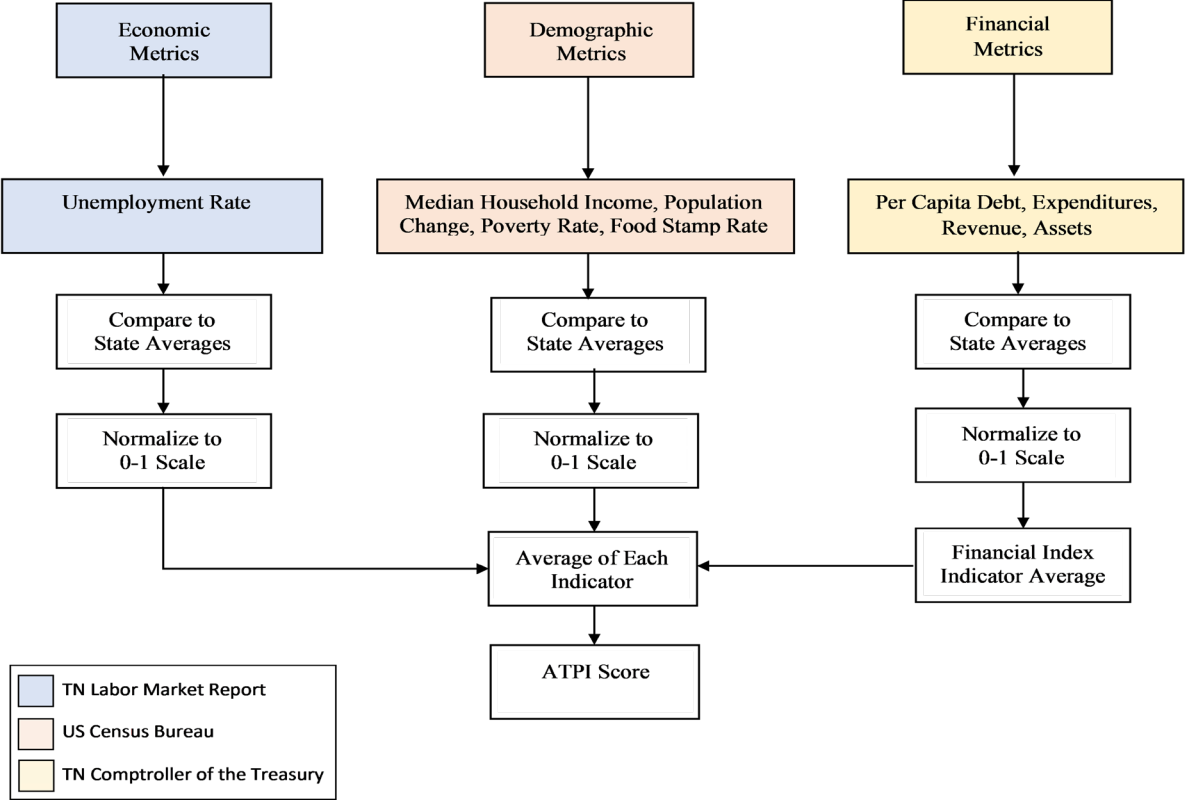 Economic
Metrics
Demographic
Metrics
Financial
Metrics
Unemployment Rate
Median Household Income, Population
Change, Poverty Rate, Food Stamp Rate
Per Capita Debt, Expenditures,
Revenue, Assets
Compare to
State Averages
Compare to
State Averages
Compare to
State Averages
Normalize to
0-1 Scale
Normalize to
0-1 Scale
Normalize to
0-1 Scale
Average of Each
Indicator
Financial Index
Indicator Average
ATPI Score
TN Labor Market Report
US Census Bureau
TN Comptroller of the Treasury